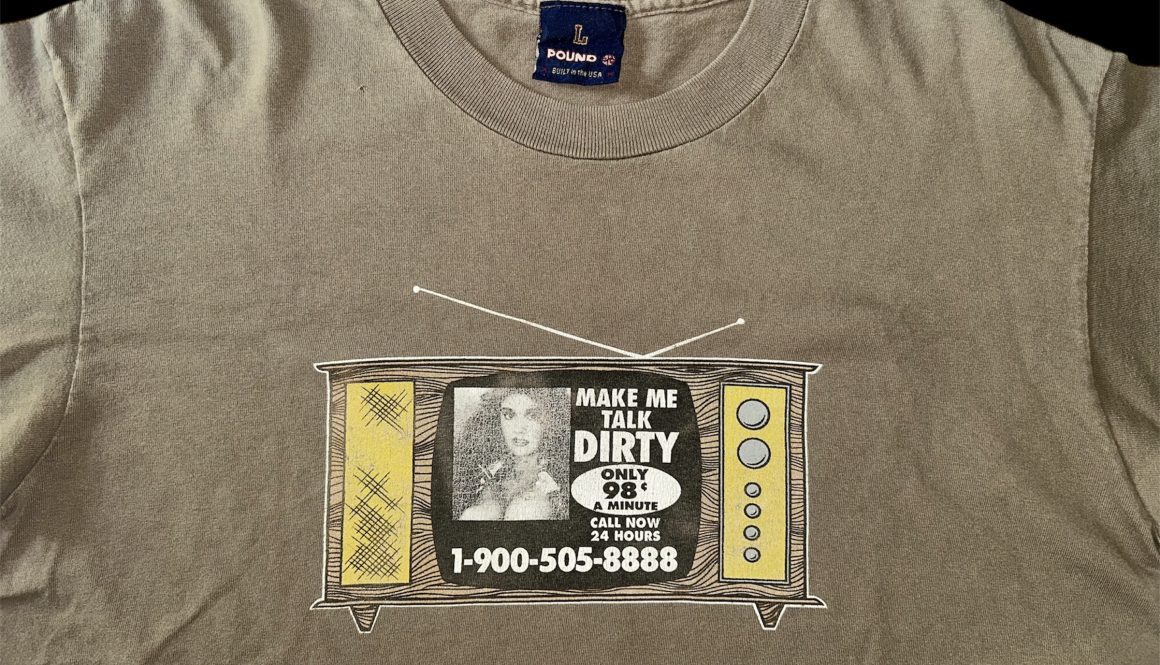 L
POUND
BUILT in the USA
MAKE ME
TALK
DIRTY
ONLY
98¢
A MINUTE
CALL NOW
24 HOURS
1-900-505-8888